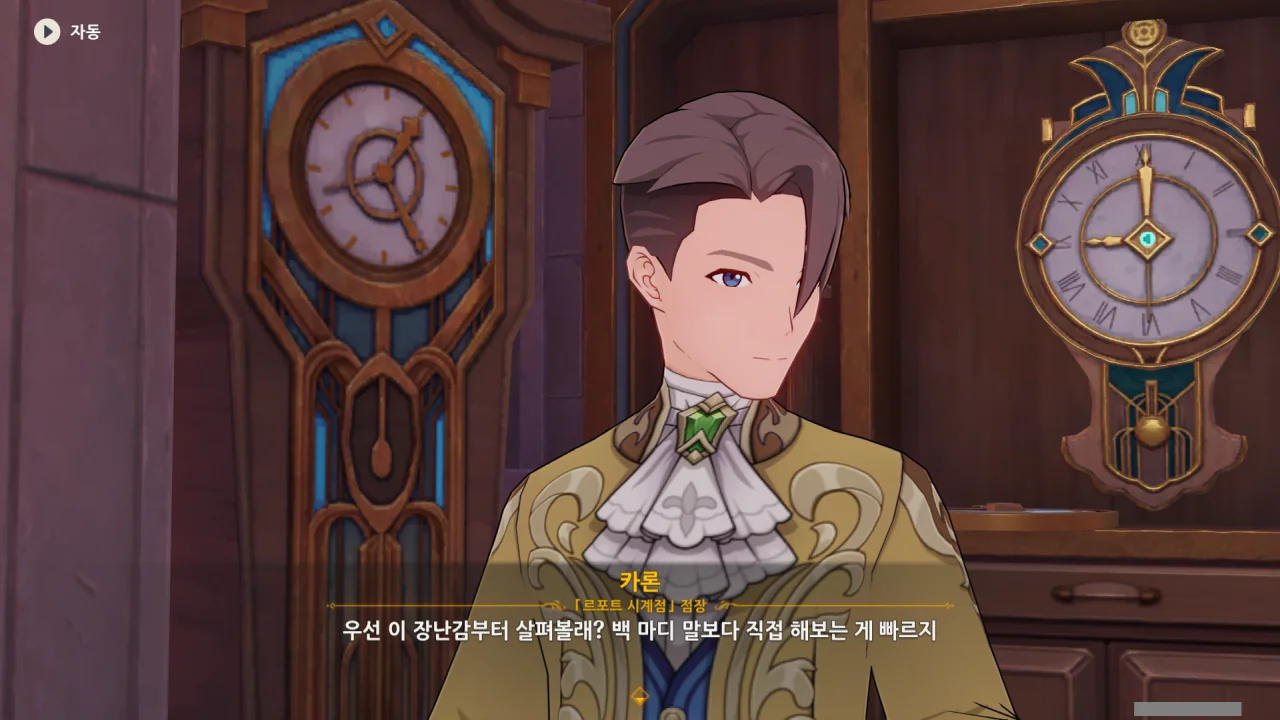 자동
카론
「르포트 시계점」 점장
우선 이 장난감부터 살펴볼래? 백 마디 말보다 직접 해보는 게 빠르지